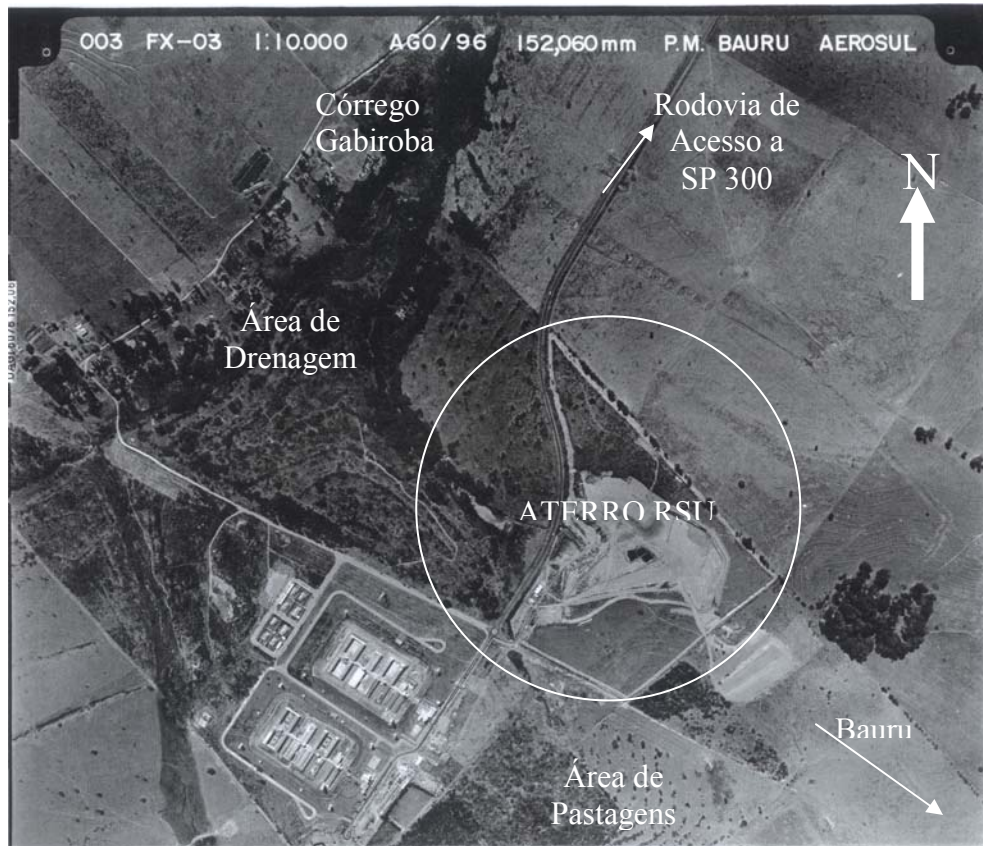 003 FX-03 1:10.000 AGO/96 152,060mm P.M. BAURU AEROSUL
Córrego
Gabiroba
Rodovia de
Acesso a
SP 300
N
Área de
Drenagem
ATERRO RSU
Bauru
Área de
Pastagens